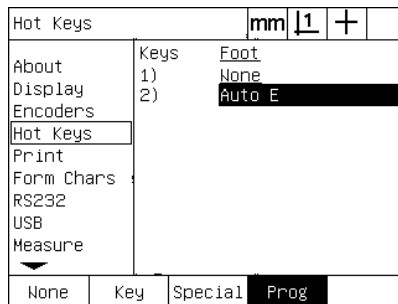 Hot Keys mm 1
About
Display
Encoders
Hot Keys
Print
Form Chars
RS232
USB
Measure
Keys Foot
1) None
2) Auto E
None Key Special Prog